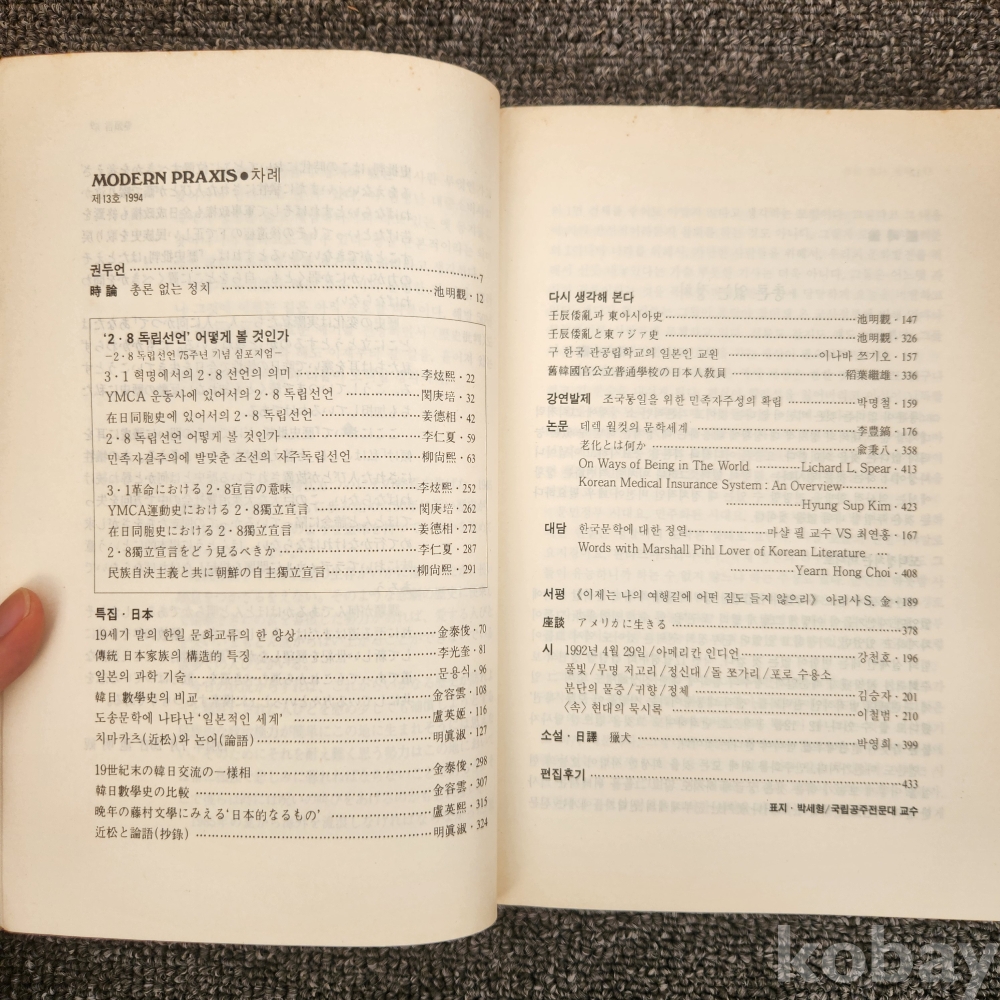 MODERN PRAXIS●차례
제13호 1994
권두언 7
時論 총론 없는 정치 池明觀·12
'2·8 독립선언' 어떻게 볼 것인가
-2·8 독립선언 75주년 기념 심포지엄-
3·1 혁명에서의 2·8 선언의 의미 李炫熙·22
YMCA 운동사에 있어서의 2·8 독립선언 閔庚培·32
在日同胞史에 있어서의 2·8 독립선언 姜德相·42
2·8 독립선언 어떻게 볼 것인가 李仁夏·59
민족자결주의에 발맞춘 조선의 자주독립선언 柳尙熙·63
3·1革命における2·8宣言の意味 李炫熙·252
YMCA運動史における2·8獨立宣言 閔庚培·262
在日同胞史における2·8獨立宣言 姜德相·272
2·8獨立宣言をどう見るべきか 李仁夏·287
民族自決主義と共に朝鮮の自主獨立宣言 柳尙熙·291
특집·日本
19세기 말의 한일 문화교류의 한 양상 金泰俊·70
傳統 日本家族의 構造的 특징 李光奎·81
일본의 과학 기술 문용식·96
韓日 數學史의 비교 金容雲·108
도송문학에 나타난 '일본적인 세계' 盧英姬·116
치마카츠(近松)와 논어(論語) 明眞淑·127
19世紀末の韓日交流の一樣相 金泰俊·298
韓日數學史の比較 金容雲·307
晩年の藤村文學にみえる'日本的なるもの' 盧英熙·315
近松と論語(抄錄) 明眞淑·324
다시 생각해 본다
壬辰倭亂과 東아시아史 池明觀·147
壬辰倭亂と東アジア史 池明觀·326
구 한국 관공립학교의 일본인 교원 이나바 쯔기오·157
舊韓國官公立普通學校の日本人敎員 稻葉繼雄·336
강연발제 조국통일을 위한 민족자주성의 확립 박명철·159
논문 데렉 월컷의 문학세계 李豊鎬·176
老化とは何か 兪秉八·358
On Ways of Being in The World Lichard L. Spear·413
Korean Medical Insurance System : An Overview
Hyung Sup Kim·423
대담 한국문학에 대한 정열 마샬 필 교수 VS 최연홍·167
Words with Marshall Pihl Lover of Korean Literature
Yearn Hong Choi·408
서평 《이제는 나의 여행길에 어떤 짐도 들지 않으리》 아리사 S. 金·189
座談 アメリカに生きる 378
시 1992년 4월 29일/아메리칸 인디언 강천호·196
풀빛/무명 저고리/정신대/돌 쪼가리/포로 수용소
분단의 물증/귀향/정체 김승자·201
〈속〉현대의 묵시록 이철범·210
소설·日譯 獵犬 박영희·399
편집후기 433
표지·박세형/국립공주전문대 교수
kobay